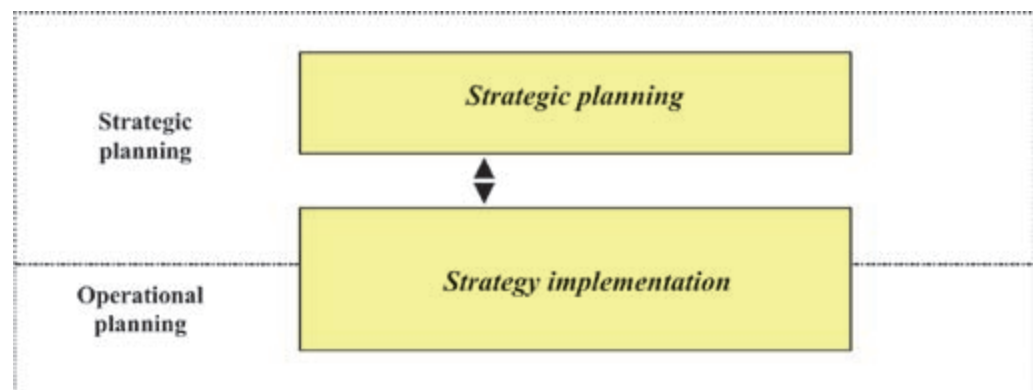 Strategic planning
Strategic
planning
Strategy implementation
Operational
planning